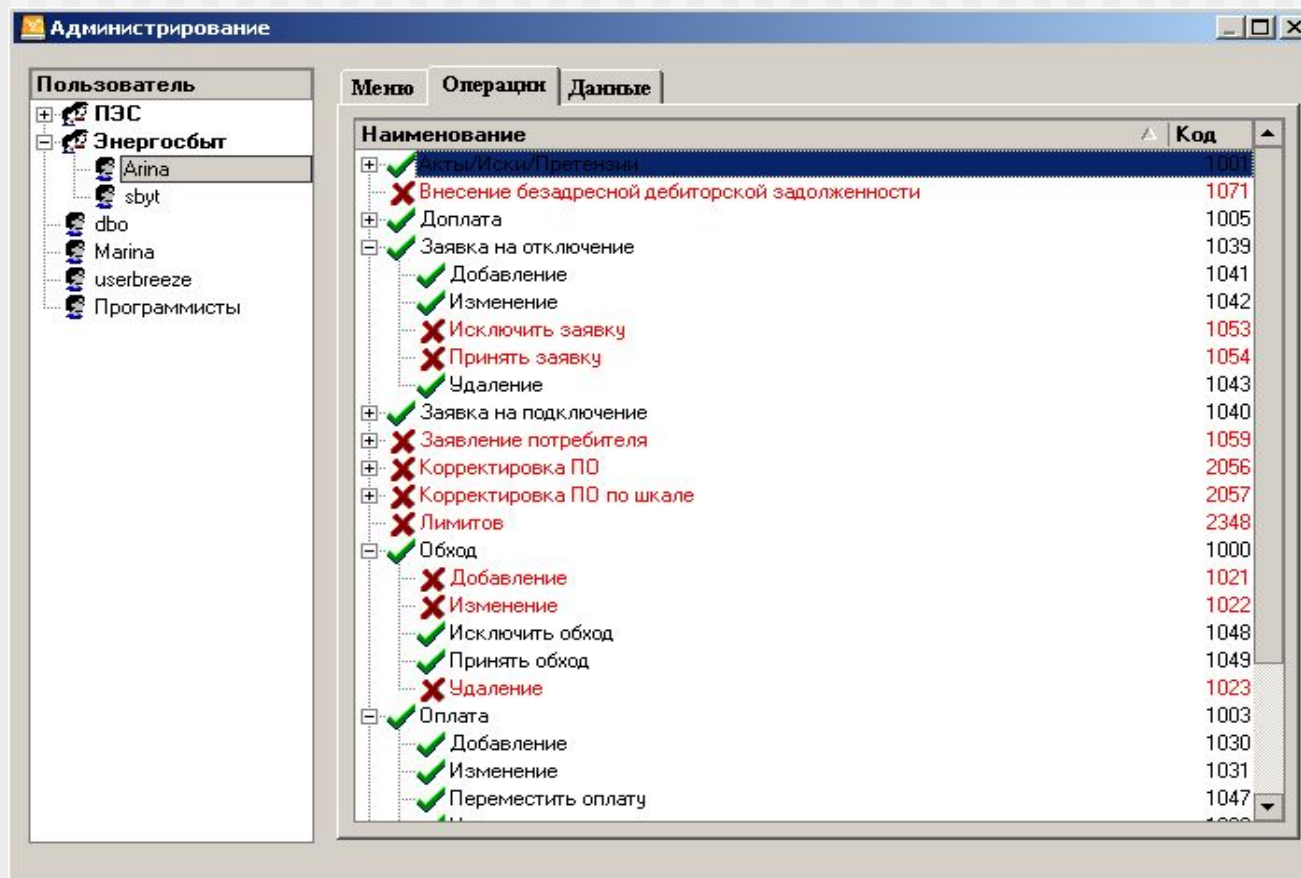 Администрирование
Пользователь
ПЭС
Энергосбыт
Arina
sbyt
dbo
Marina
userbreeze
Программисты
Меню Операции Данные
Наименование Код
Акты/Иски/Претензии 1001
Внесение безадресной дебиторской задолженности 1071
Доплата 1005
Заявка на отключение 1039
Добавление 1041
Изменение 1042
Исключить заявку 1053
Принять заявку 1054
Удаление 1043
Заявка на подключение 1040
Заявление потребителя 1059
Корректировка ПО 2056
Корректировка ПО по шкале 2057
Лимитов 2348
Обход 1000
Добавление 1021
Изменение 1022
Исключить обход 1048
Принять обход 1049
Удаление 1023
Оплата 1003
Добавление 1030
Изменение 1031
Переместить оплату 1047